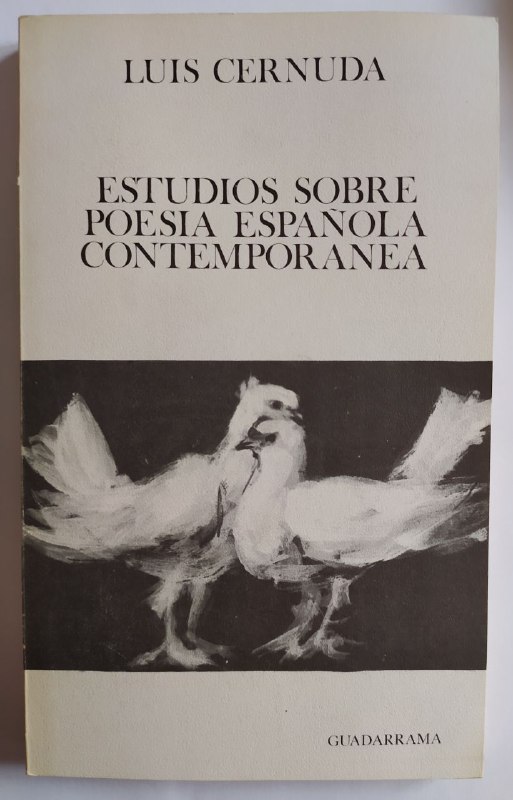 LUIS CERNUDA
ESTUDIOS SOBRE
POESIA ESPAÑOLA
CONTEMPORANEA
GUADARRAMA